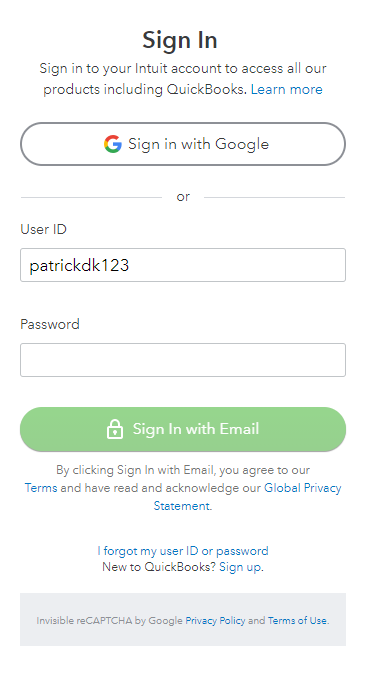 Sign In
Sign in to your Intuit account to access all our
products including QuickBooks. Learn more
Sign in with Google
or
User ID
patrickdk123
Password
Sign In with Email
By clicking Sign In with Email, you agree to our
Terms and have read and acknowledge our Global Privacy
Statement.
I forgot my user ID or password
New to QuickBooks? Sign up.
Invisible reCAPTCHA by Google Privacy Policy and Terms of Use.